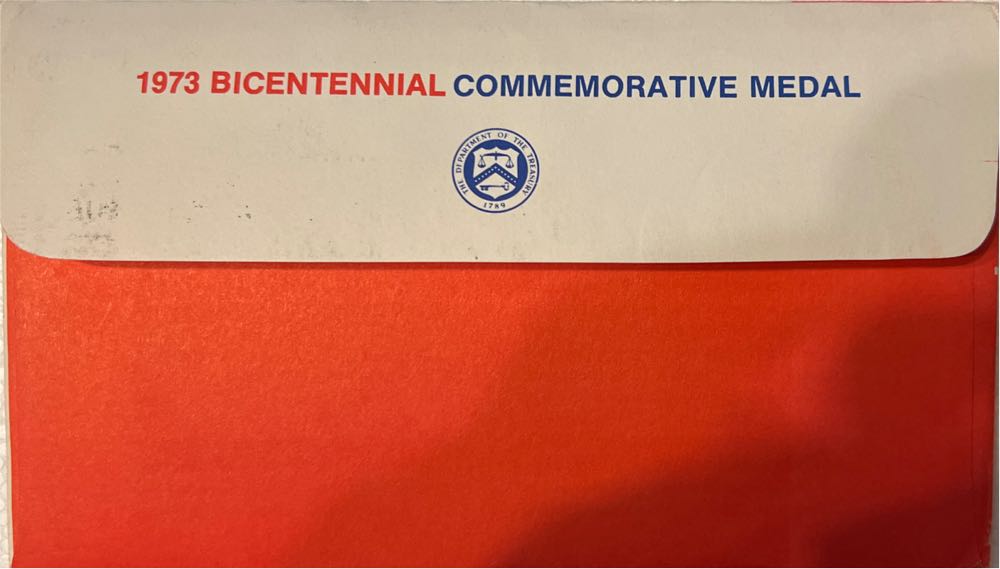 1973 BICENTENNIAL COMMEMORATIVE MEDAL
THE DEPARTMENT OF THE TREASURY
1789